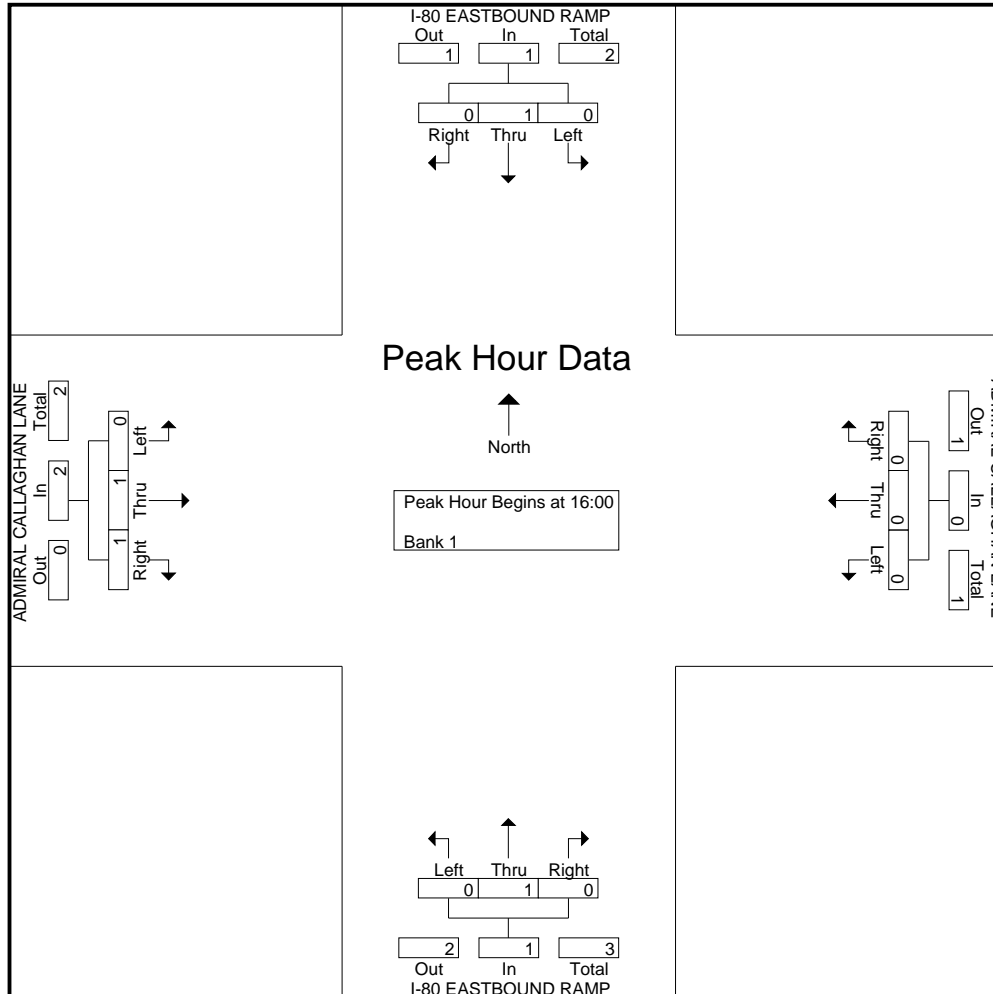 I-80 EASTBOUND RAMP
Out In Total
1 1 2
0 1 0
Right Thru Left
Peak Hour Data
North
Peak Hour Begins at 16:00
Bank 1
ADMIRAL CALLAGHAN LANE
Out In Total
0 2 2
1 1 0
Right Thru Left
Out In Total
1 0 1
Right Thru Left
0 0 0
Left Thru Right
0 1 0
2 1 3
Out In Total
I-80 EASTBOUND RAMP